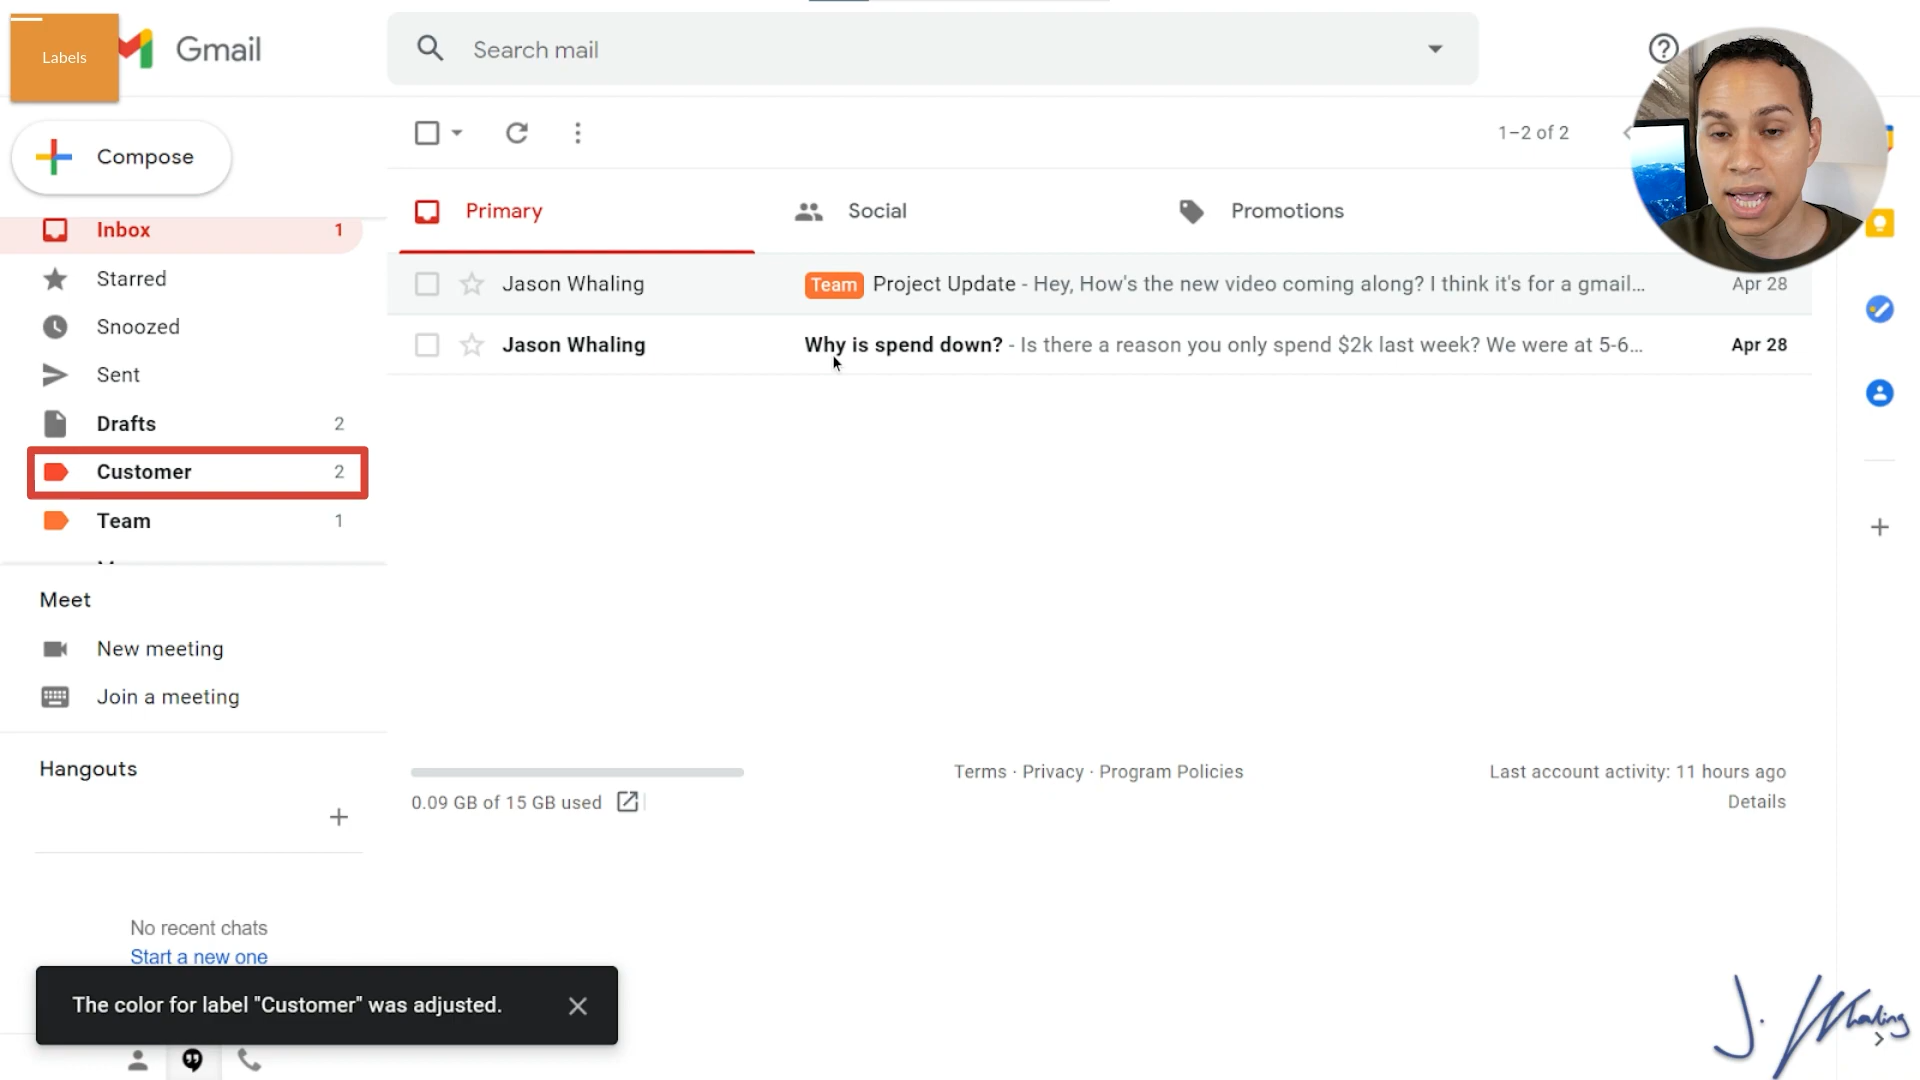 Labels
Gmail
Search mail
Compose
1–2 of 2
Primary
Social
Promotions
Inbox 1
Starred
Snoozed
Sent
Drafts 2
Customer 2
Team 1
Jason Whaling Team Project Update - Hey, How's the new video coming along? I think it's for a gmail... Apr 28
Jason Whaling Why is spend down? - Is there a reason you only spend $2k last week? We were at 5-6... Apr 28
Meet
New meeting
Join a meeting
Hangouts
No recent chats
Start a new one
0.09 GB of 15 GB used
Terms · Privacy · Program Policies
Last account activity: 11 hours ago
Details
The color for label "Customer" was adjusted.
J. Whaling